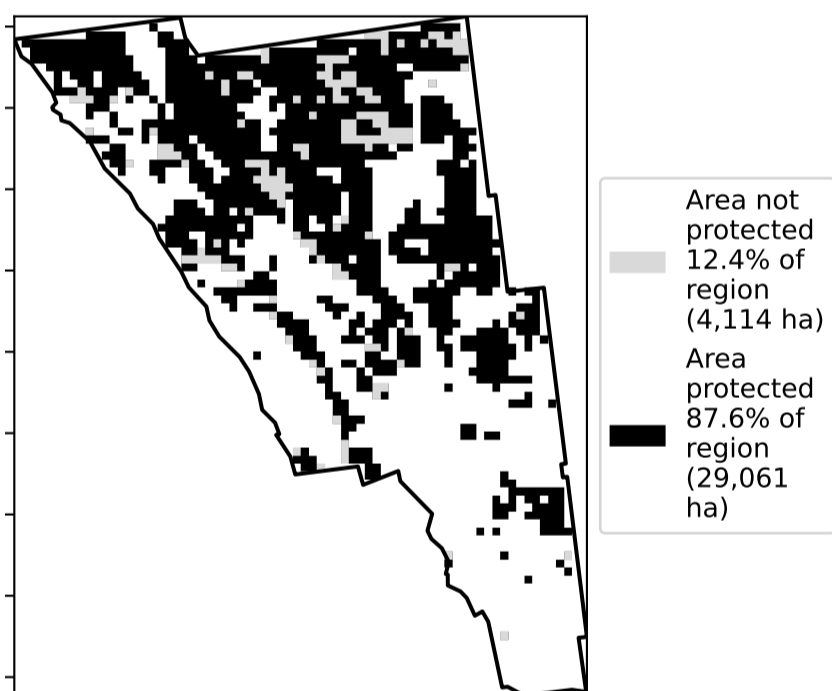 Area not
protected
12.4% of
region
(4,114 ha)
Area
protected
87.6% of
region
(29,061
ha)